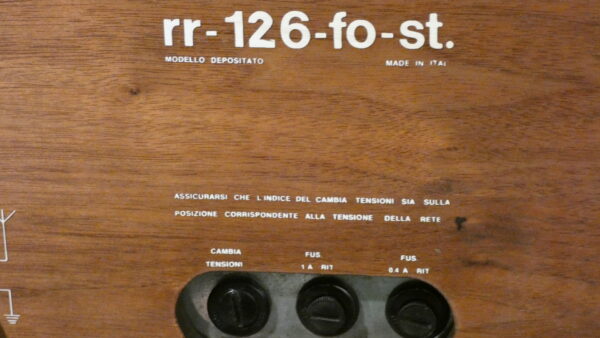 rr-126-fo-st.
MODELLO DEPOSITATO MADE IN ITAL
ASSICURARSI CHE L'INDICE DEL CAMBIA TENSIONI SIA SULLA
POSIZIONE CORRISPONDENTE ALLA TENSIONE DELLA RETE
CAMBIA TENSIONI
FUS. 1 A RIT
FUS. 0.4 A RIT